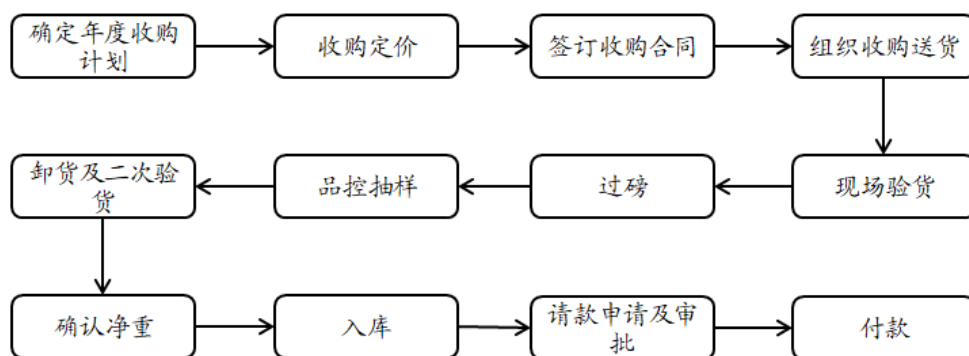 确定年度收购
计划
收购定价
签订收购合同
组织收购送货
现场验货
过磅
品控抽样
卸货及二次验
货
确认净重
入库
请款申请及审
批
付款